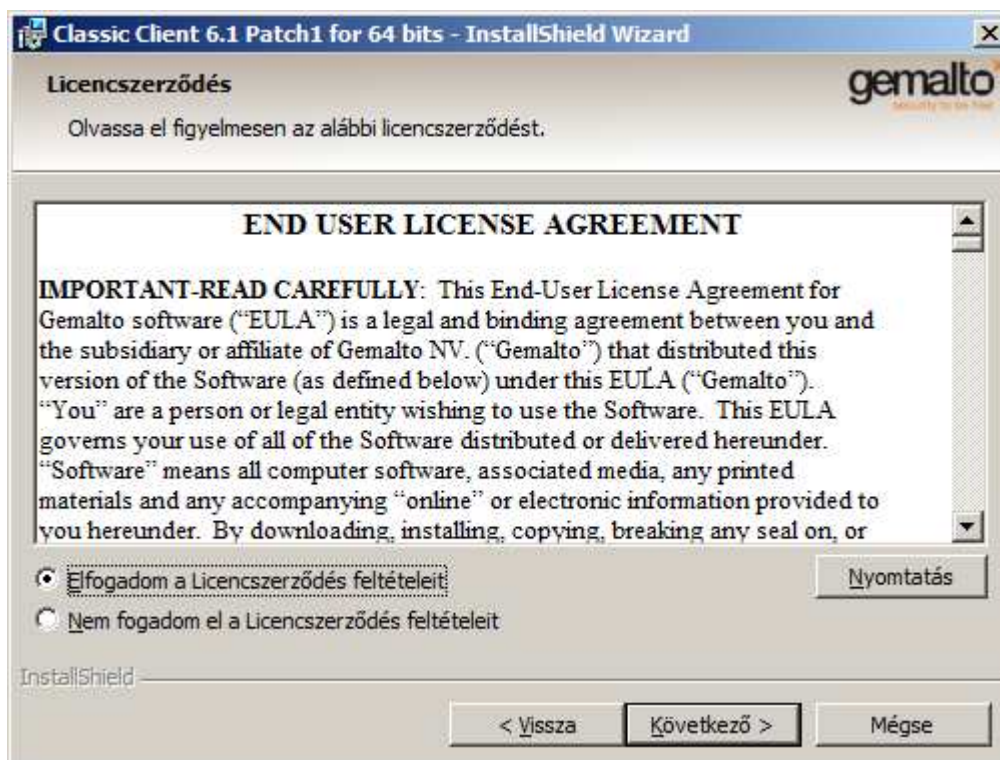 Classic Client 6.1 Patch1 for 64 bits - InstallShield Wizard
Licencszerződés
gemalto
security to be free
Olvassa el figyelmesen az alábbi licencszerződést.
END USER LICENSE AGREEMENT
IMPORTANT-READ CAREFULLY: This End-User License Agreement for
Gemalto software (“EULA”) is a legal and binding agreement between you and
the subsidiary or affiliate of Gemalto NV. (“Gemalto”) that distributed this
version of the Software (as defined below) under this EULA (“Gemalto”).
“You” are a person or legal entity wishing to use the Software. This EULA
governs your use of all of the Software distributed or delivered hereunder.
“Software” means all computer software, associated media, any printed
materials and any accompanying “online” or electronic information provided to
you hereunder. By downloading, installing, copying, breaking any seal on, or
Elfogadom a Licencszerződés feltételeit
Nyomtatás
Nem fogadom el a Licencszerződés feltételeit
InstallShield
< Vissza
Következő >
Mégse